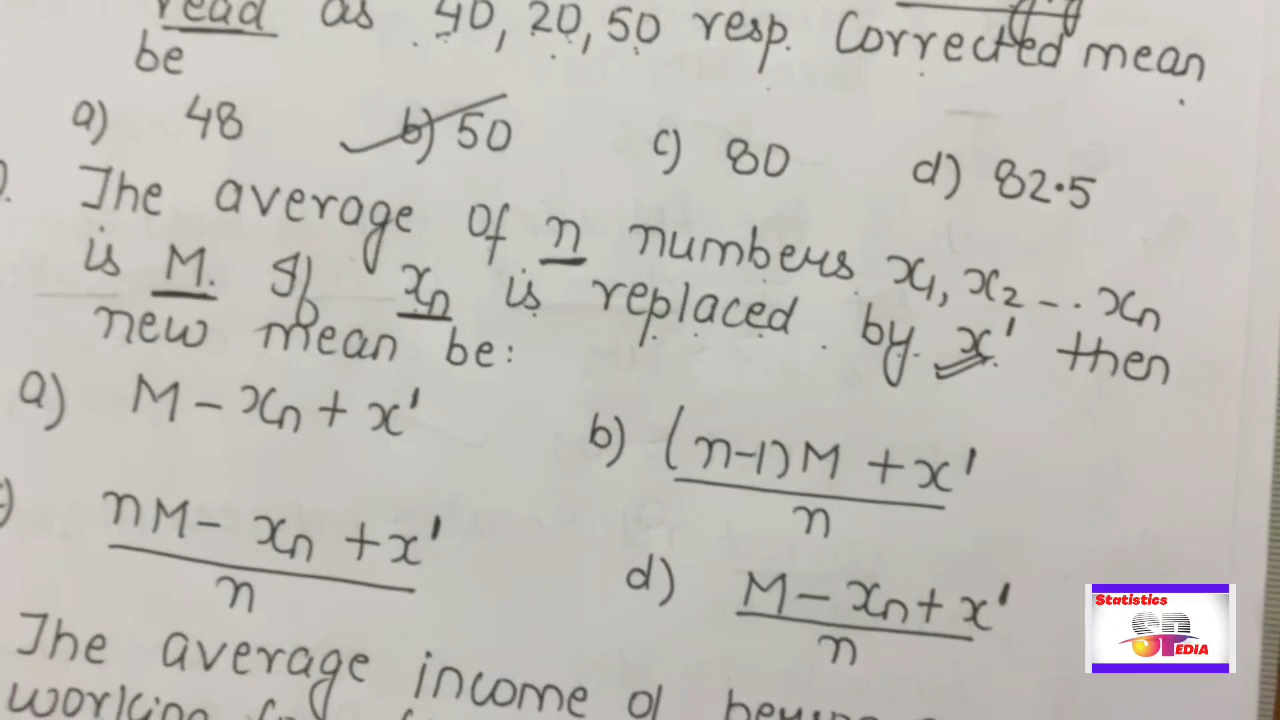 read as 40, 20, 50 resp. Corrected mean
be
a) 48 b) 50 c) 80 d) 82.5
The average of n numbers x1, x2 -.. xn
is M. If xn is replaced by x' then
new mean be:
a) M - xn + x' b) (n-1)M + x'
n
nM - xn + x'
n
d) M - xn + x'
n
The average income of
working
Statistics
PEDIA